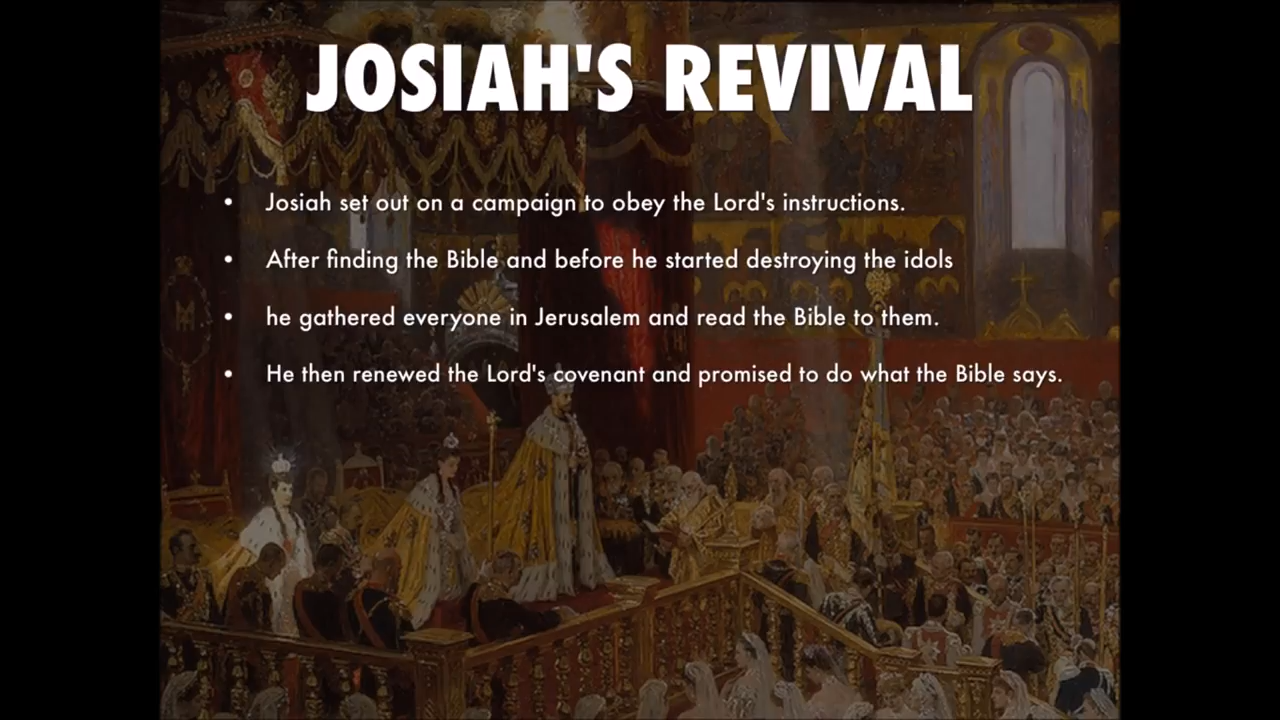 JOSIAH'S REVIVAL
• Josiah set out on a campaign to obey the Lord's instructions.
• After finding the Bible and before he started destroying the idols
• he gathered everyone in Jerusalem and read the Bible to them.
• He then renewed the Lord's covenant and promised to do what the Bible says.